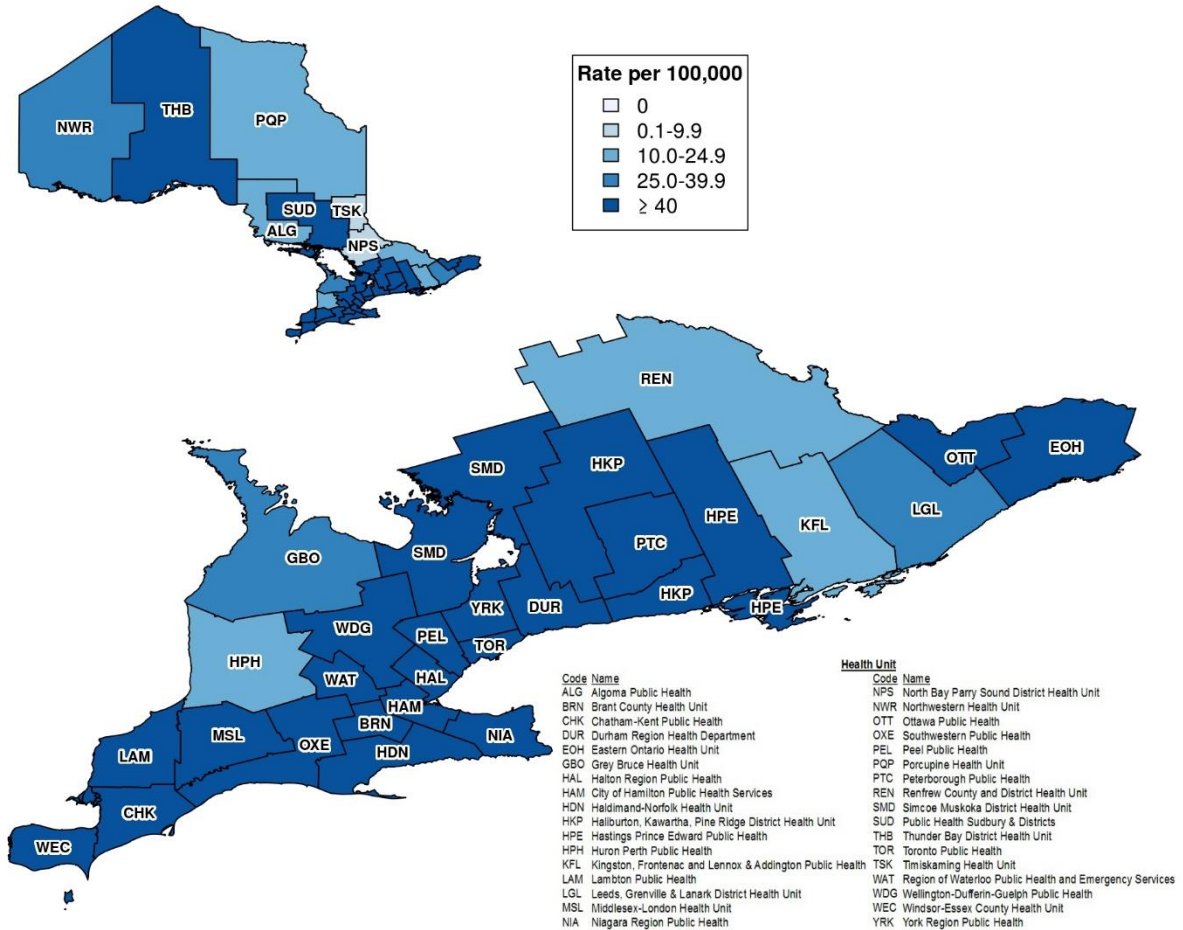 Rate per 100,000
0
0.1-9.9
10.0-24.9
25.0-39.9
≥ 40
NWR
THB
PQP
SUD
TSK
ALG
NPS
REN
SMD
HKP
OTT
EOH
HPE
LGL
KFL
PTC
SMD
GBO
HKP
HPE
YRK
DUR
WDG
PEL
TOR
HPH
WAT
HAL
HAM
BRN
MSL
OXE
HDN
NIA
LAM
CHK
WEC
Health Unit
Code Name
ALG Algoma Public Health
BRN Brant County Health Unit
CHK Chatham-Kent Public Health
DUR Durham Region Health Department
EOH Eastern Ontario Health Unit
GBO Grey Bruce Health Unit
HAL Halton Region Public Health
HAM City of Hamilton Public Health Services
HDN Haldimand-Norfolk Health Unit
HKP Haliburton, Kawartha, Pine Ridge District Health Unit
HPE Hastings Prince Edward Public Health
HPH Huron Perth Public Health
KFL Kingston, Frontenac and Lennox & Addington Public Health
LAM Lambton Public Health
LGL Leeds, Grenville & Lanark District Health Unit
MSL Middlesex-London Health Unit
NIA Niagara Region Public Health
Code Name
NPS North Bay Parry Sound District Health Unit
NWR Northwestern Health Unit
OTT Ottawa Public Health
OXE Southwestern Public Health
PEL Peel Public Health
PQP Porcupine Health Unit
PTC Peterborough Public Health
REN Renfrew County and District Health Unit
SMD Simcoe Muskoka District Health Unit
SUD Public Health Sudbury & Districts
THB Thunder Bay District Health Unit
TOR Toronto Public Health
TSK Timiskaming Health Unit
WAT Region of Waterloo Public Health and Emergency Services
WDG Wellington-Dufferin-Guelph Public Health
WEC Windsor-Essex County Health Unit
YRK York Region Public Health